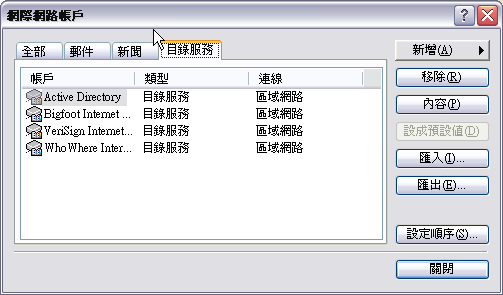 網際網路帳戶
全部 郵件 新聞 目錄服務
帳戶 類型 連線
Active Directory 目錄服務 區域網路
Bigfoot Internet ... 目錄服務 區域網路
VeriSign Internet... 目錄服務 區域網路
WhoWhere Inter... 目錄服務 區域網路
新增(A)
移除(R)
內容(P)
設成預設值(D)
匯入(I)...
匯出(E)...
設定順序(S)...
關閉